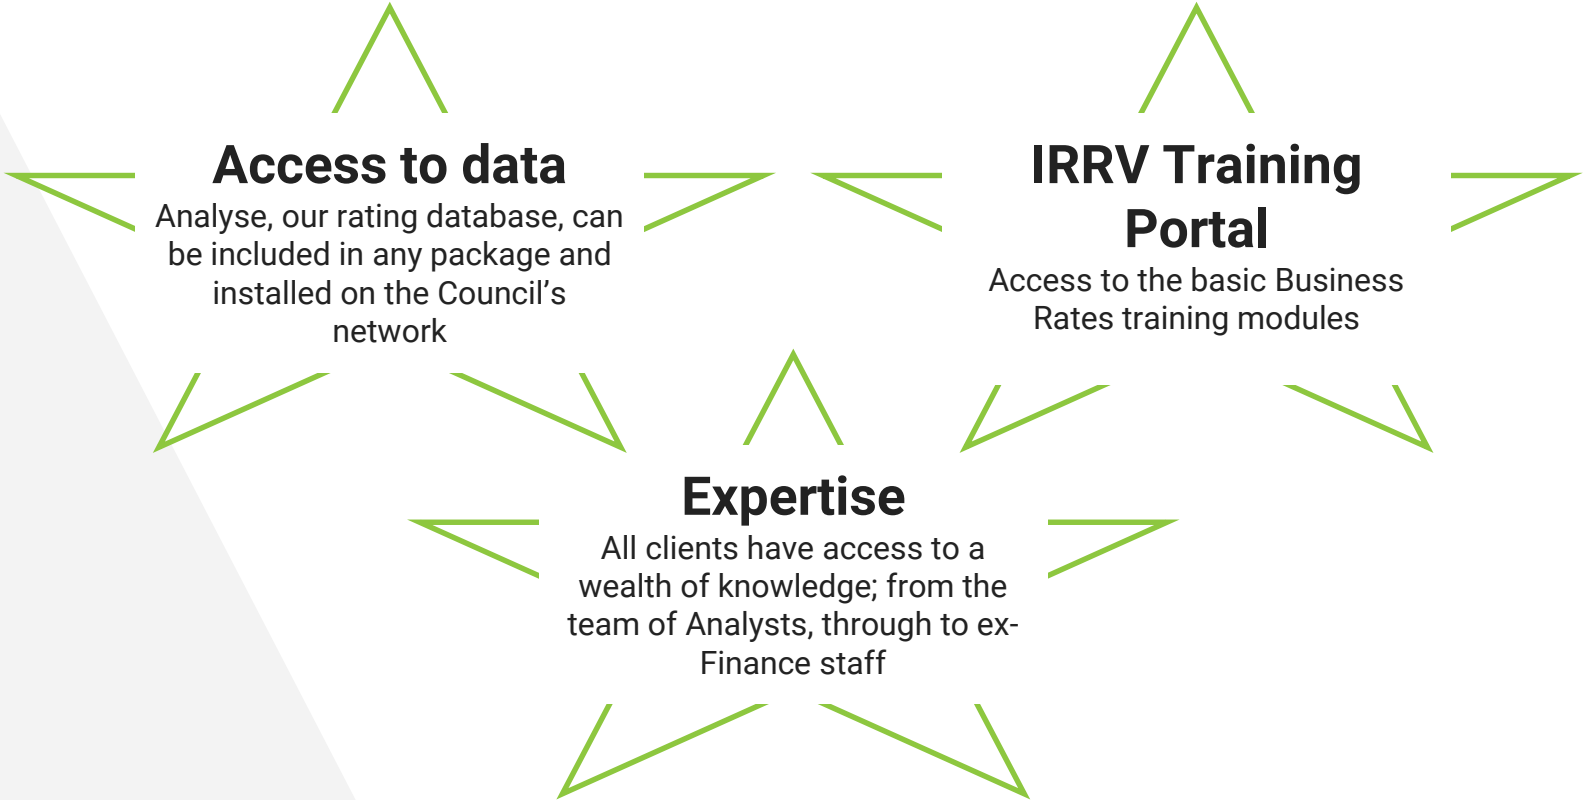 Access to data
Analyse, our rating database, can
be included in any package and
installed on the Council’s
network
IRRV Training
Portal
Access to the basic Business
Rates training modules
Expertise
All clients have access to a
wealth of knowledge; from the
team of Analysts, through to ex-
Finance staff